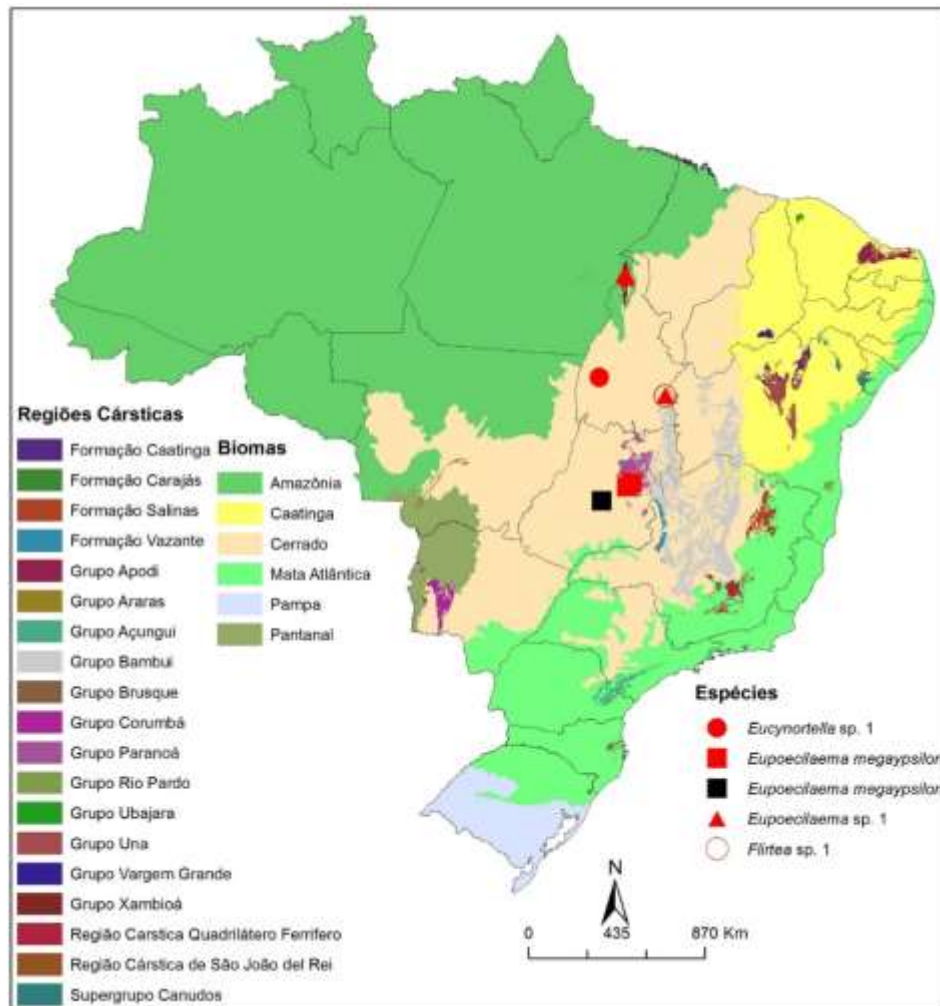 Regiões Cársticas
Formação Caatinga
Formação Carajás
Formação Salinas
Formação Vazante
Grupo Apodi
Grupo Araras
Grupo Açungui
Grupo Bambui
Grupo Brusque
Grupo Corumbá
Grupo Paranoá
Grupo Rio Pardo
Grupo Ubajara
Grupo Una
Grupo Vargem Grande
Grupo Xambioá
Região Carstica Quadrilátero Ferrifero
Região Cárstica de São João del Rei
Supergrupo Canudos
Biomas
Amazônia
Caatinga
Cerrado
Mata Atlântica
Pampa
Pantanal
Espécies
Eucynortella sp. 1
Eupoecilaema megaypsilon
Eupoecilaema megaypsilon
Eupoecilaema sp. 1
Flirtea sp. 1
N
0 435 870 Km